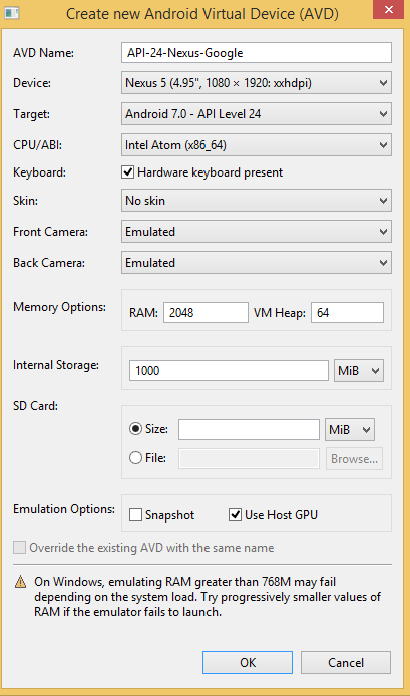 Create new Android Virtual Device (AVD)
AVD Name: API-24-Nexus-Google
Device: Nexus 5 (4.95", 1080 × 1920: xxhdpi)
Target: Android 7.0 - API Level 24
CPU/ABI: Intel Atom (x86_64)
Keyboard: Hardware keyboard present
Skin: No skin
Front Camera: Emulated
Back Camera: Emulated
Memory Options: RAM: 2048 VM Heap: 64
Internal Storage: 1000 MiB
SD Card:
Size: MiB
File: Browse...
Emulation Options: Snapshot Use Host GPU
Override the existing AVD with the same name
On Windows, emulating RAM greater than 768M may fail
depending on the system load. Try progressively smaller values
of RAM if the emulator fails to launch.
OK Cancel